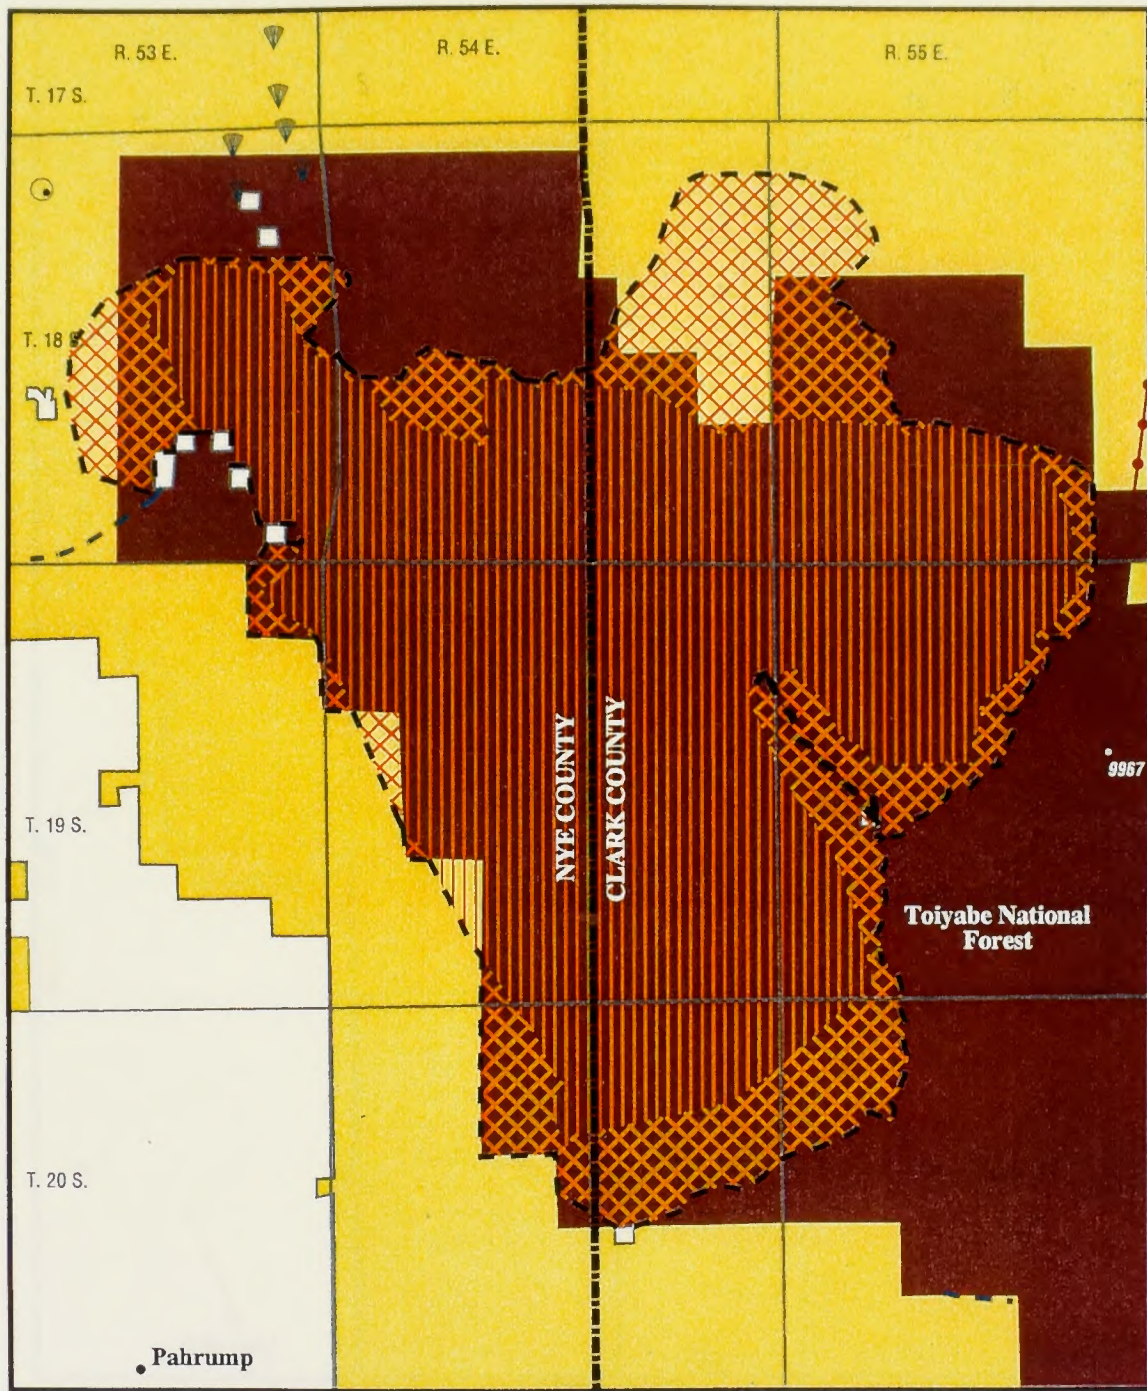 R. 53 E.
R. 54 E.
R. 55 E.
T. 17 S.
T. 18 S.
NYE COUNTY
CLARK COUNTY
9967
T. 19 S.
Toiyabe National
Forest
T. 20 S.
Pahrump